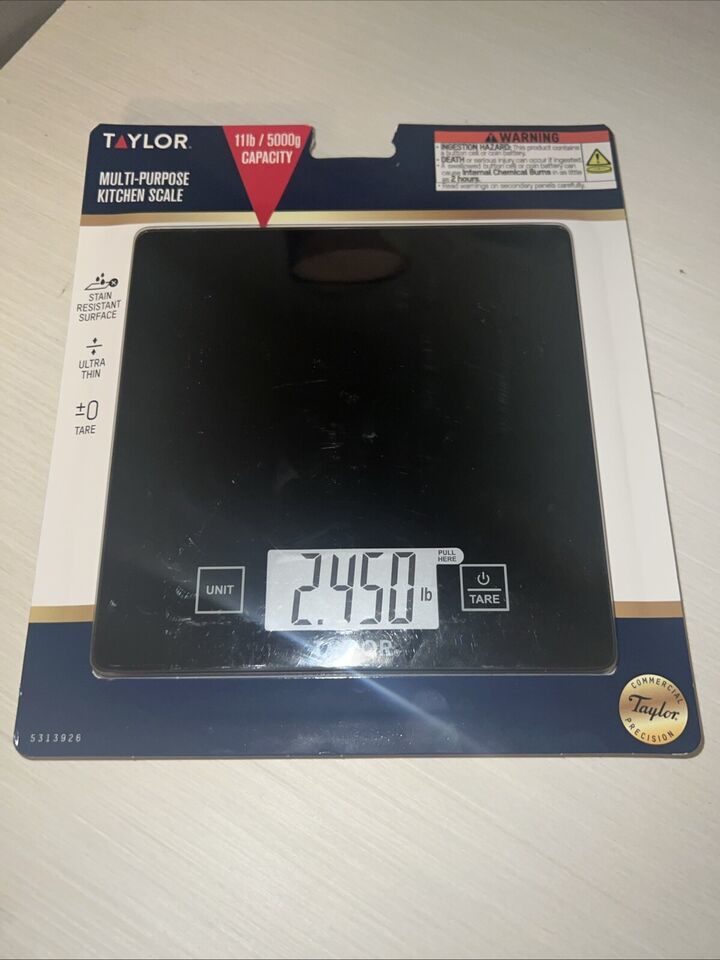 TAYLOR
MULTI-PURPOSE
KITCHEN SCALE
11lb / 5000g
CAPACITY
WARNING
• INGESTION HAZARD: This product contains
a button cell or coin battery.
• DEATH or serious injury can occur if ingested.
• A swallowed button cell or coin battery can
cause Internal Chemical Burns in as little
as 2 hours.
• Read warnings on secondary panels carefully.
STAIN
RESISTANT
SURFACE
ULTRA
THIN
±0
TARE
UNIT
2.450 lb
PULL
HERE
TARE
TAYLOR
5313926
COMMERCIAL
Taylor
PRECISION